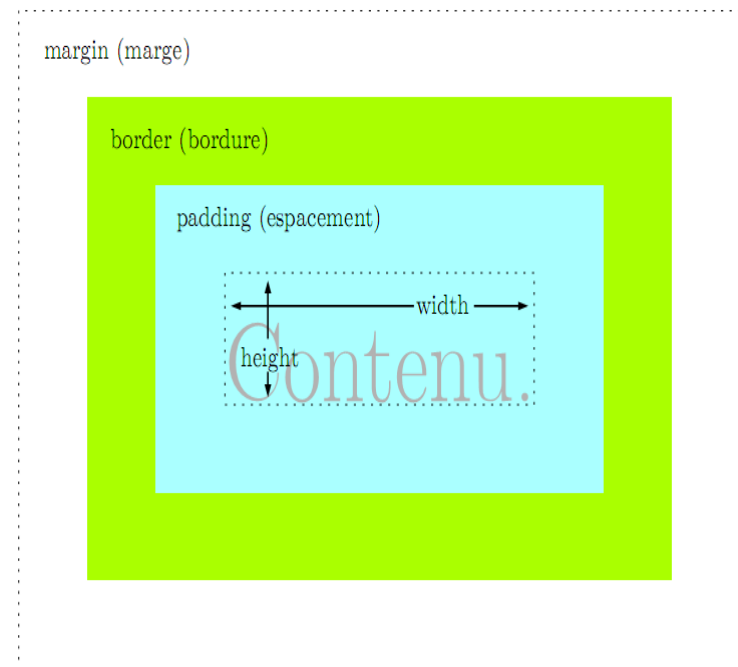 margin (marge)
border (bordure)
padding (espacement)
width
height
Contenu.